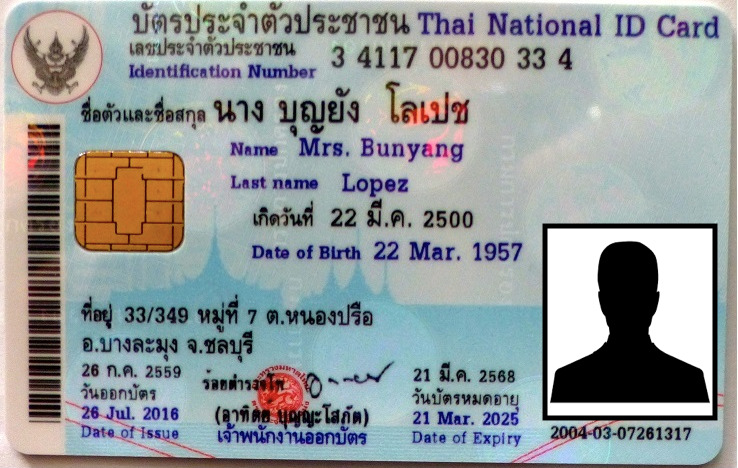 บัตรประจำตัวประชาชน Thai National ID Card
เลขประจำตัวประชาชน 3 4117 00830 33 4
Identification Number
ชื่อตัวและชื่อสกุล นาง บุญยัง โลเปซ
Name Mrs. Bunyang
Last name Lopez
เกิดวันที่ 22 มี.ค. 2500
Date of Birth 22 Mar. 1957
ที่อยู่ 33/349 หมู่ที่ 7 ต.หนองปรือ
อ.บางละมุง จ.ชลบุรี
26 ก.ค. 2559
วันออกบัตร
26 Jul. 2016
Date of Issue
ร้อยตำรวจโท
(อาทิตย์ บุญญะโสภัต)
เจ้าพนักงานออกบัตร
21 มี.ค. 2568
วันบัตรหมดอายุ
21 Mar. 2025
Date of Expiry
2004-03-07261317